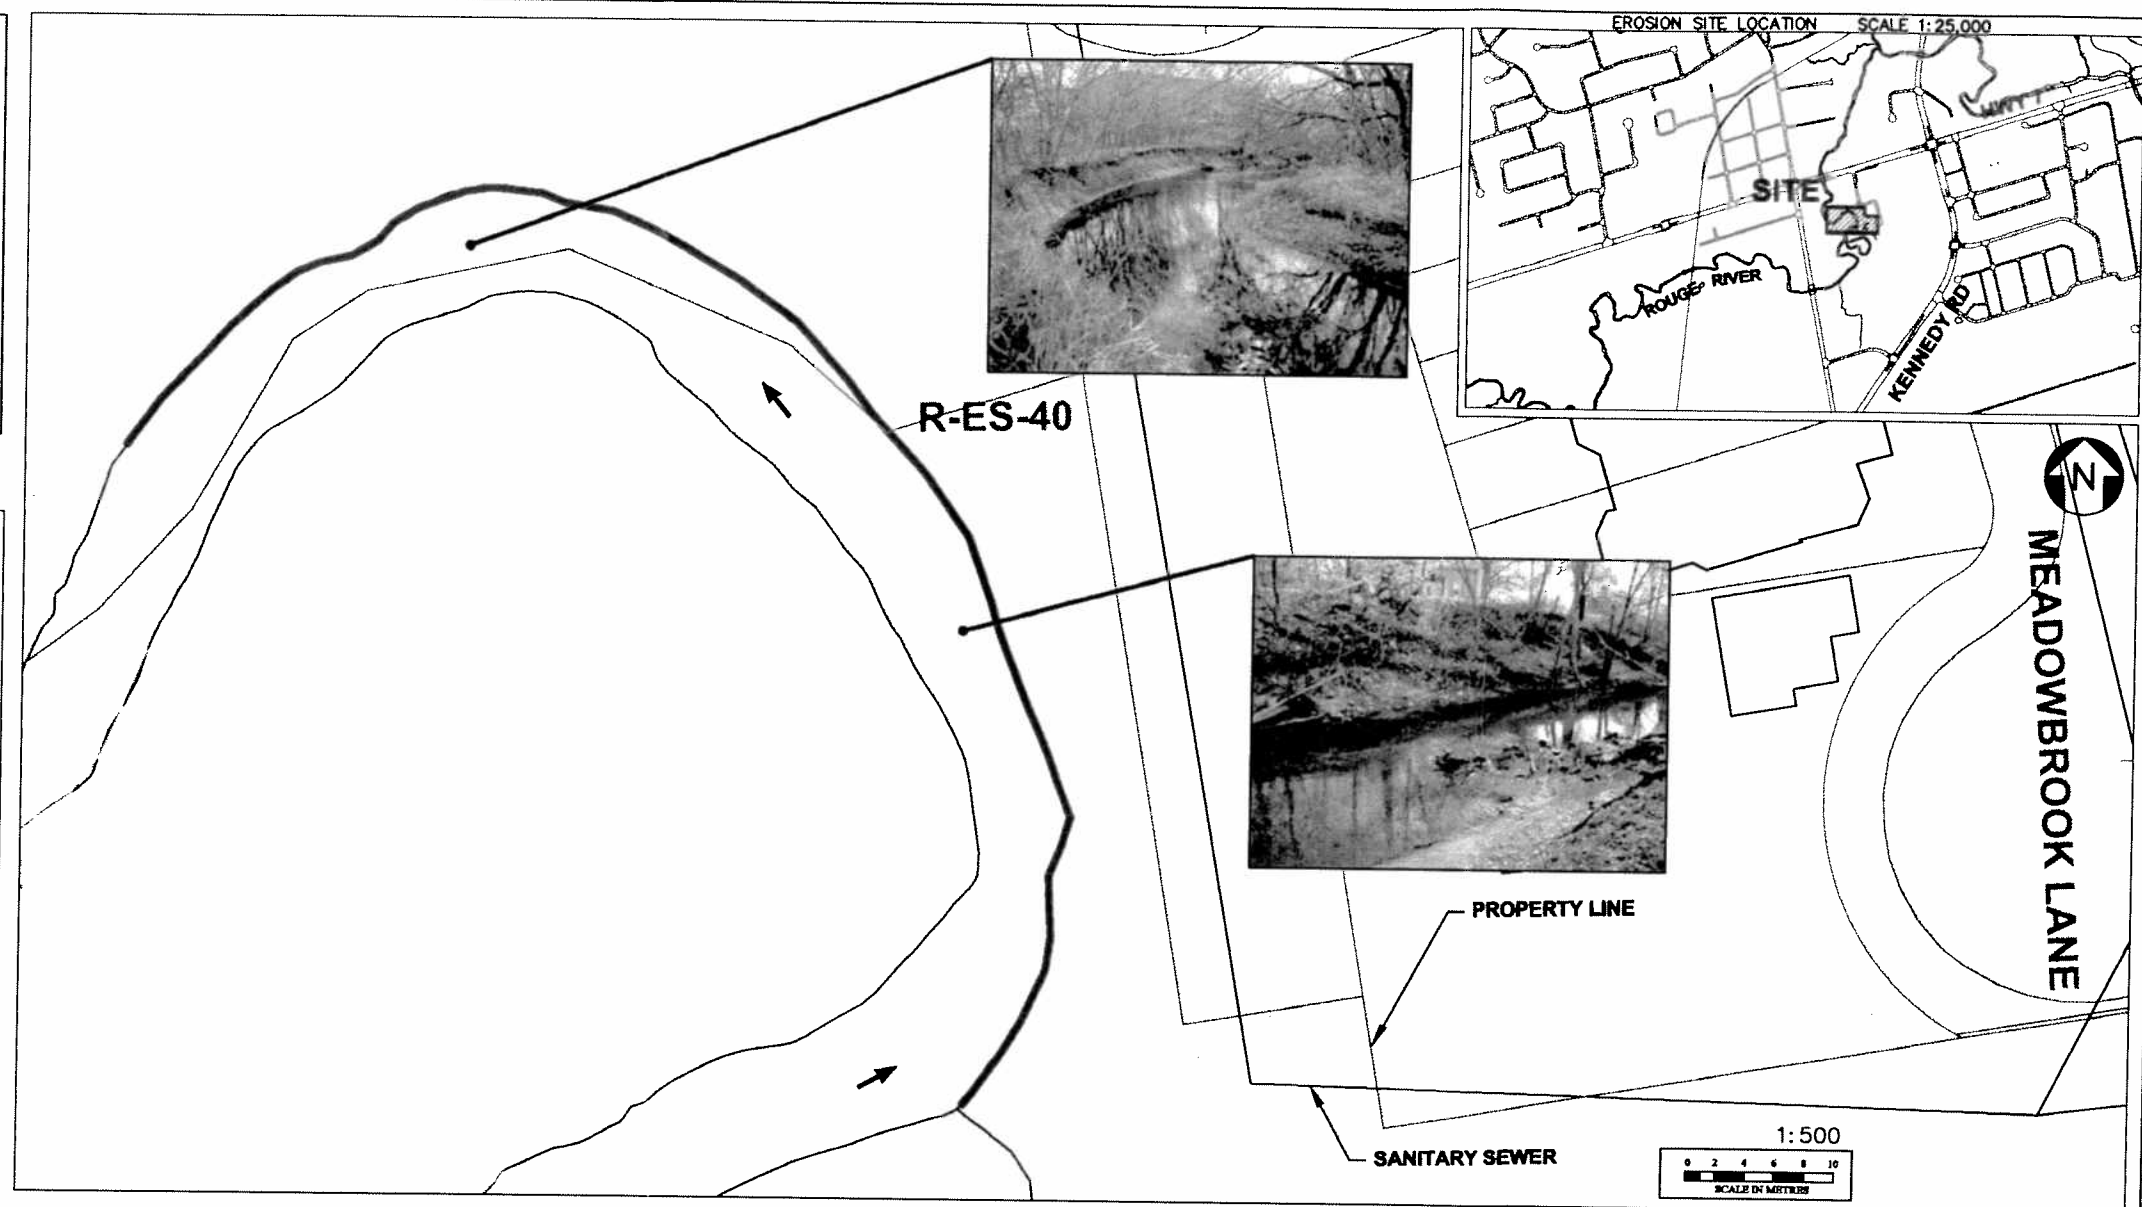 EROSION SITE LOCATION SCALE 1:25,000
SITE
ROUGE RIVER
KENNEDY RD
R-ES-40
N
MEADOWBROOK LANE
PROPERTY LINE
SANITARY SEWER
1:500
0 2 4 6 8 10
SCALE IN METRES